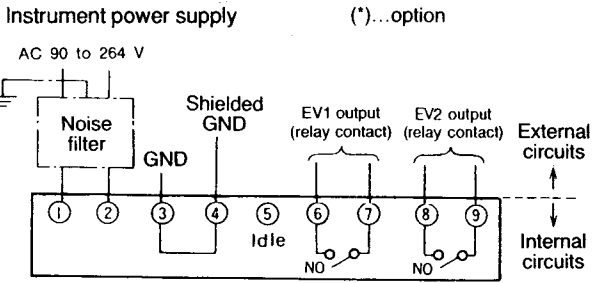 Instrument power supply
(*)...option
AC 90 to 264 V
Noise
filter
GND
Shielded
GND
EV1 output
(relay contact)
EV2 output
(relay contact)
External
circuits
1 2 3 4 5 6 7 8 9
Idle
NO
NO
Internal
circuits